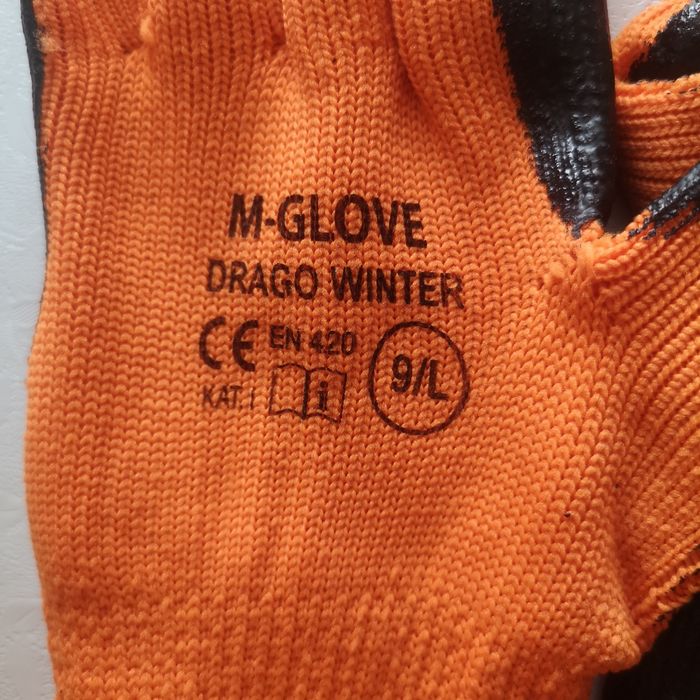 M-GLOVE
DRAGO WINTER
CE EN 420
KAT. I
i
9/L